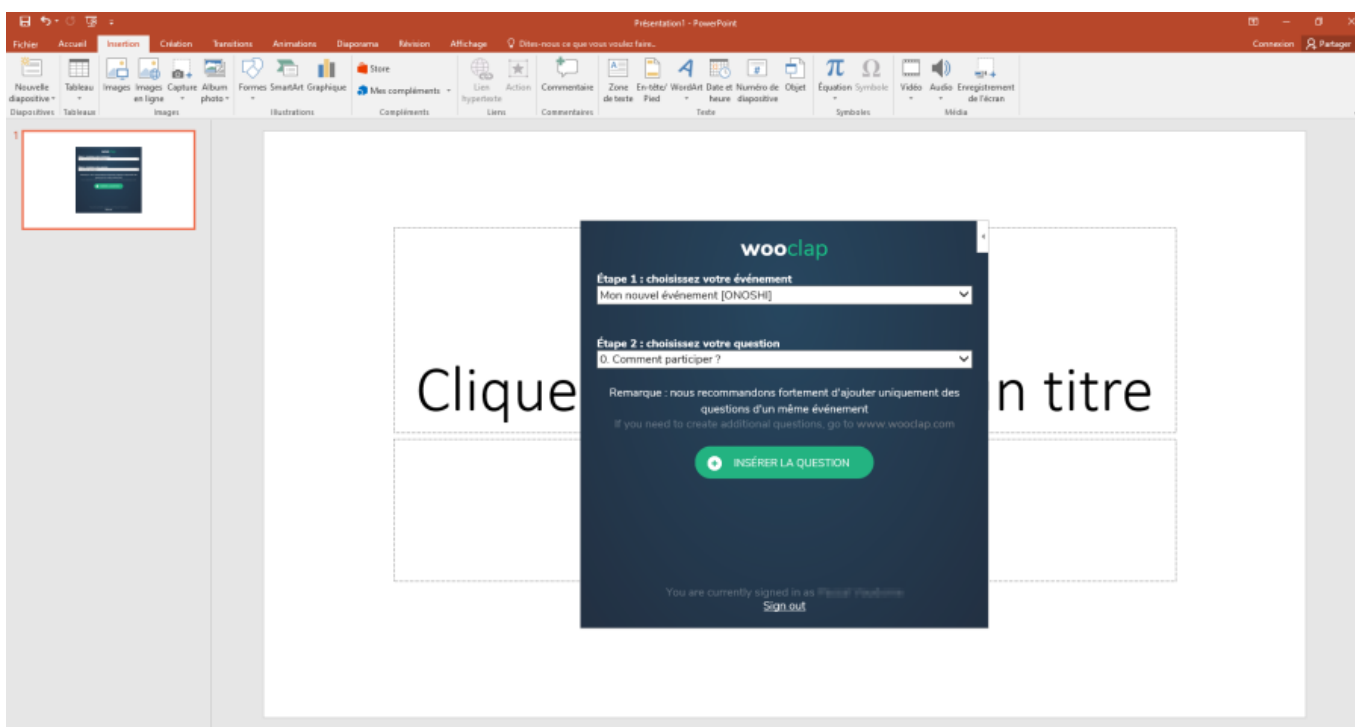 Présentation1 - PowerPoint
Fichier Accueil Insertion Création Transitions Animations Diaporama Révision Affichage Dites-nous ce que vous voulez faire... Connexion Partager
Store
Mes compléments
Nouvelle diapositive Tableau Images Images en ligne Capture Album photo Formes SmartArt Graphique Lien hypertexte Action Commentaire Zone de texte En-tête/ Pied WordArt Date et heure Numéro de diapositive Objet Équation Symbole Vidéo Audio Enregistrement de l'écran
Diapositives Tableaux Images Illustrations Compléments Liens Commentaires Texte Symboles Média
1
wooclap
Étape 1 : choisissez votre événement
Mon nouvel événement [ONOSHI]
Étape 2 : choisissez votre question
0. Comment participer ?
Clique n titre
Remarque : nous recommandons fortement d'ajouter uniquement des
questions d'un même événement
If you need to create additional questions, go to www.wooclap.com
INSÉRER LA QUESTION
You are currently signed in as
Sign out